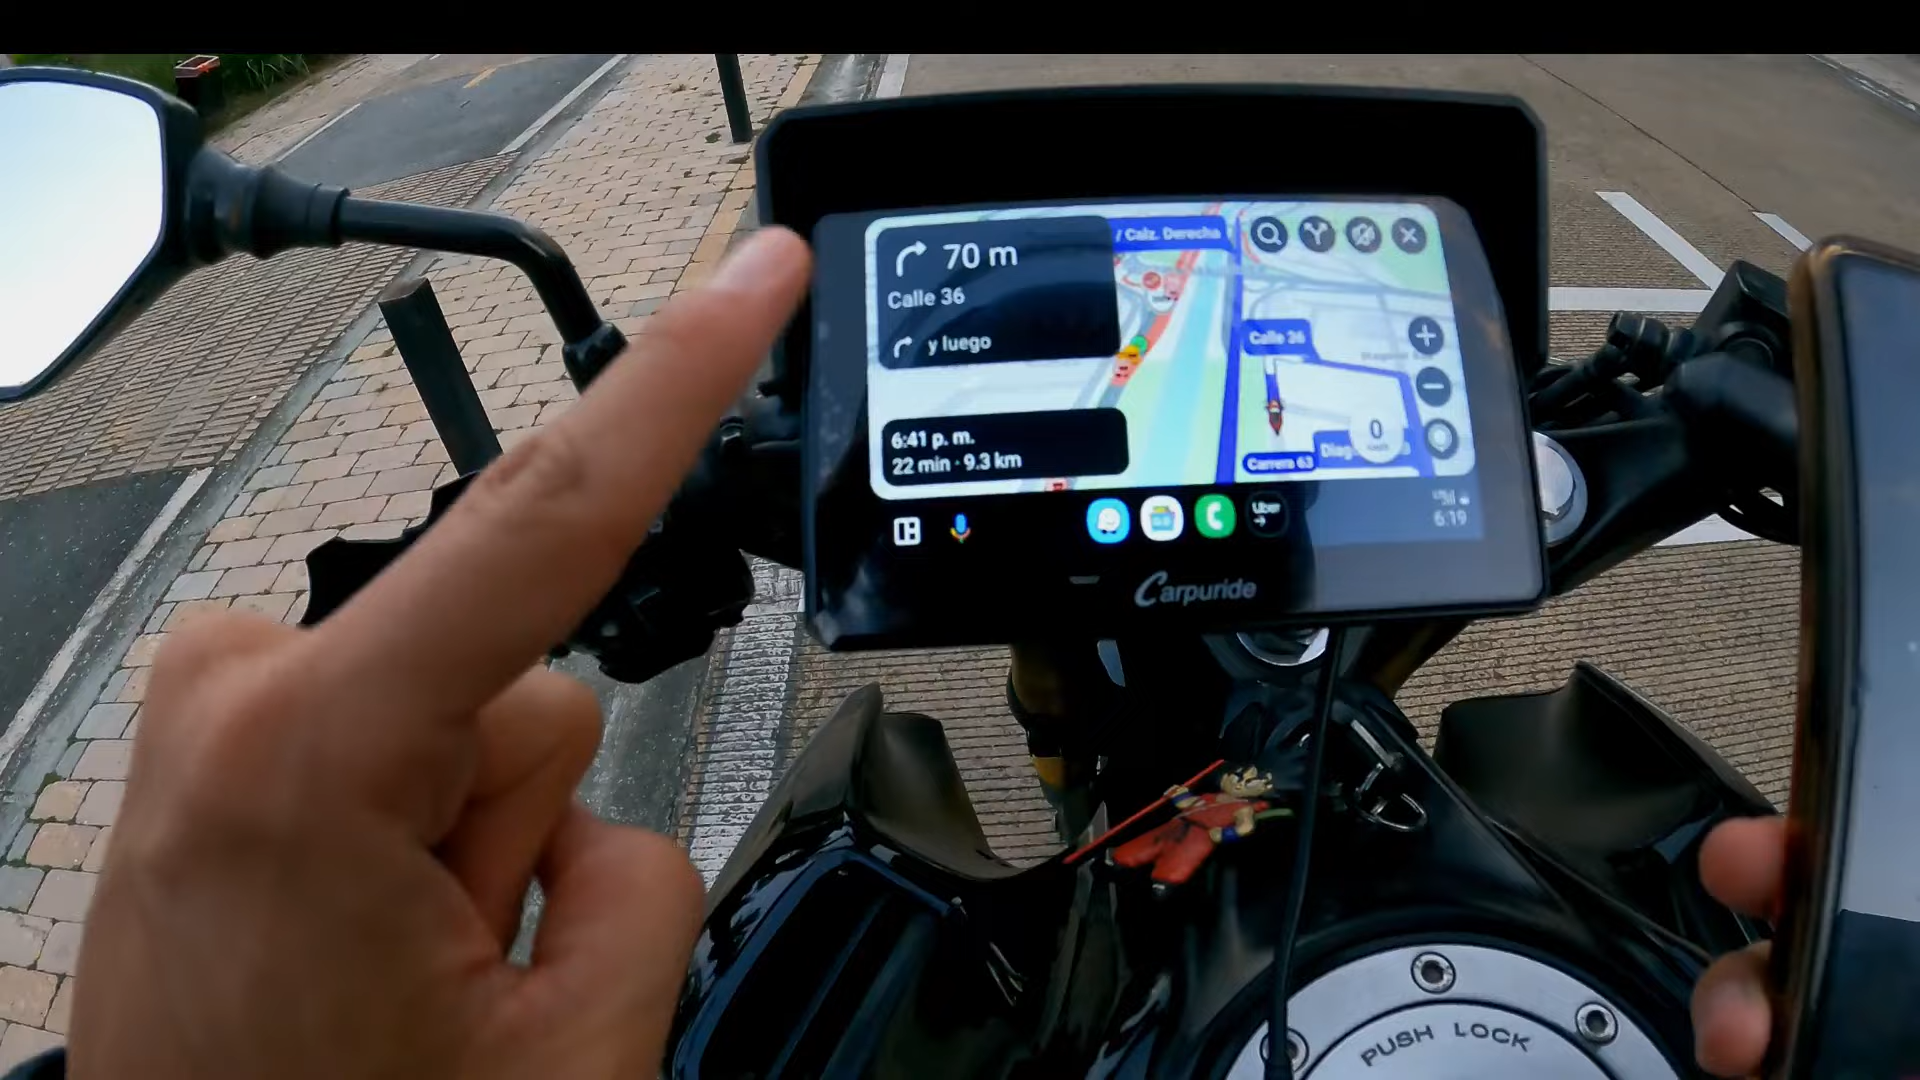 70 m
Calle 36
y luego
6:41 p. m.
22 min · 9.3 km
/ Calz. Derecha
Calle 36
0
Carrera 63
Uber
6:19
Carpuride
PUSH LOCK